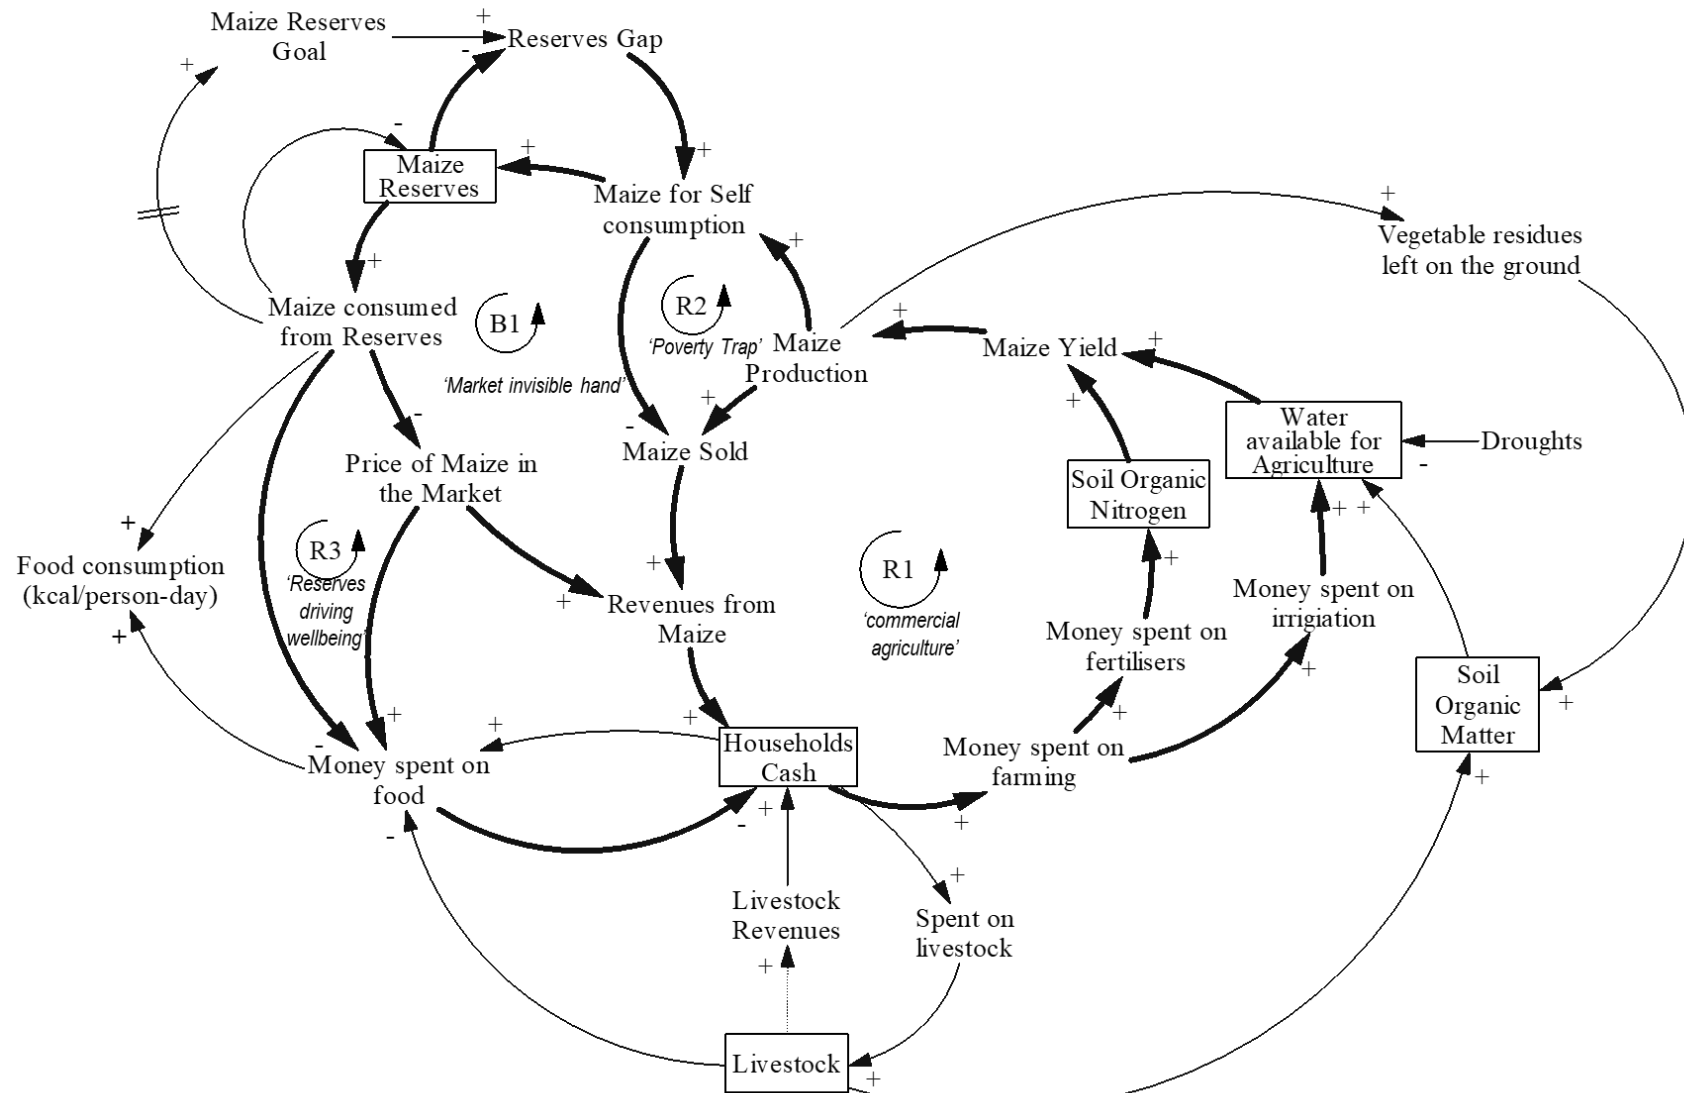 Maize Reserves
Goal
+
Reserves Gap
-
+
-
Maize
Reserves
+
+
Maize for Self
consumption
+
+
Vegetable residues
left on the ground
+
Maize consumed
from Reserves
B1
'Market invisible hand'
R2
'Poverty Trap'
Maize
Production
+
Maize Yield
+
+
+
-
-
Maize Sold
Price of Maize in
the Market
Water
available for
Agriculture
Droughts
-
Soil Organic
Nitrogen
+ +
+
+
Food consumption
(kcal/person-day)
+
R3
'Reserves
driving
wellbeing'
+
+
Revenues from
Maize
R1
'commercial
agriculture'
Money spent on
fertilisers
Money spent on
irrigiation
+
+
Soil
Organic
Matter
+
+
+
+
+
-
Money spent on
food
Households
Cash
Money spent on
farming
+
-
+
-
+
+
Livestock
Revenues
Spent on
livestock
+
Livestock
+